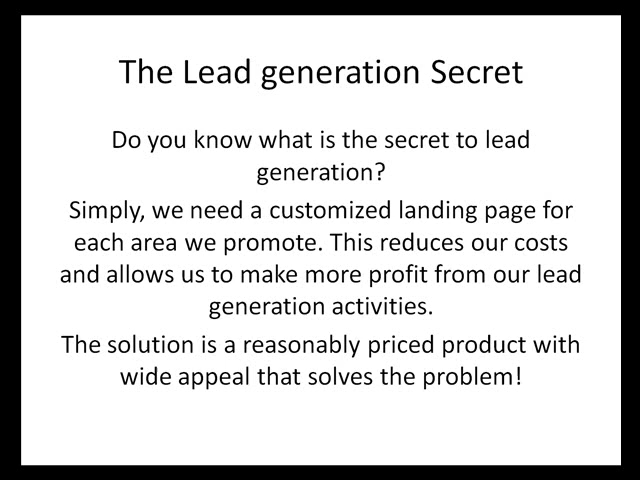 The Lead generation Secret
Do you know what is the secret to lead
generation?
Simply, we need a customized landing page for
each area we promote. This reduces our costs
and allows us to make more profit from our lead
generation activities.
The solution is a reasonably priced product with
wide appeal that solves the problem!